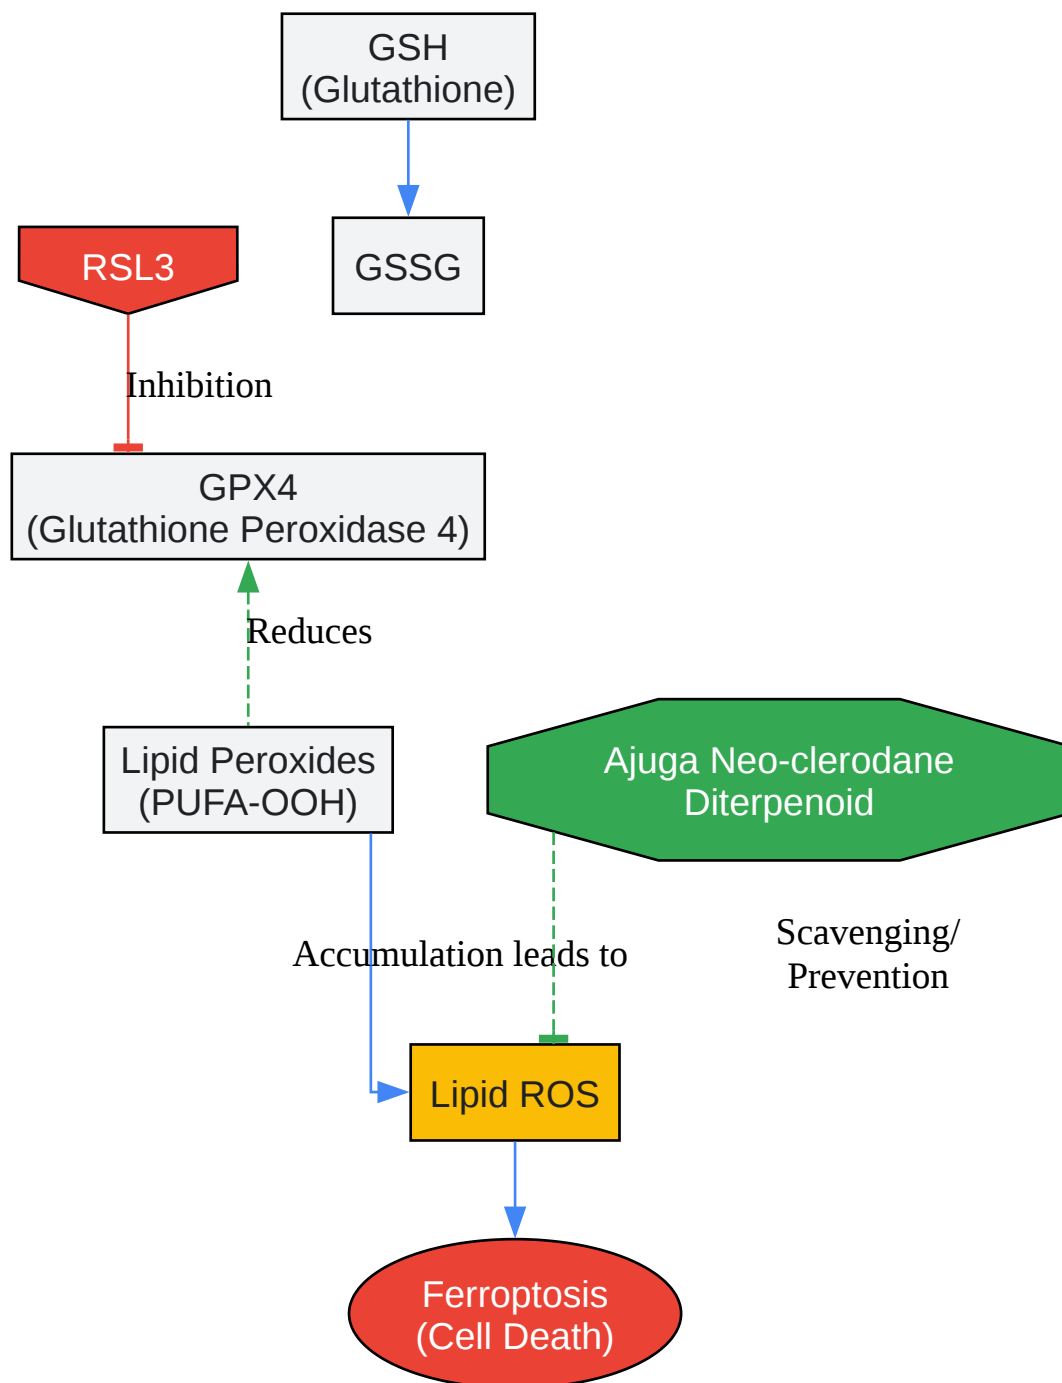 GSH
(Glutathione)
GSSG
RSL3
Inhibition
GPX4
(Glutathione Peroxidase 4)
Reduces
Lipid Peroxides
(PUFA-OOH)
Ajuga Neo-clerodane
Diterpenoid
Accumulation leads to
Scavenging/
Prevention
Lipid ROS
Ferroptosis
(Cell Death)